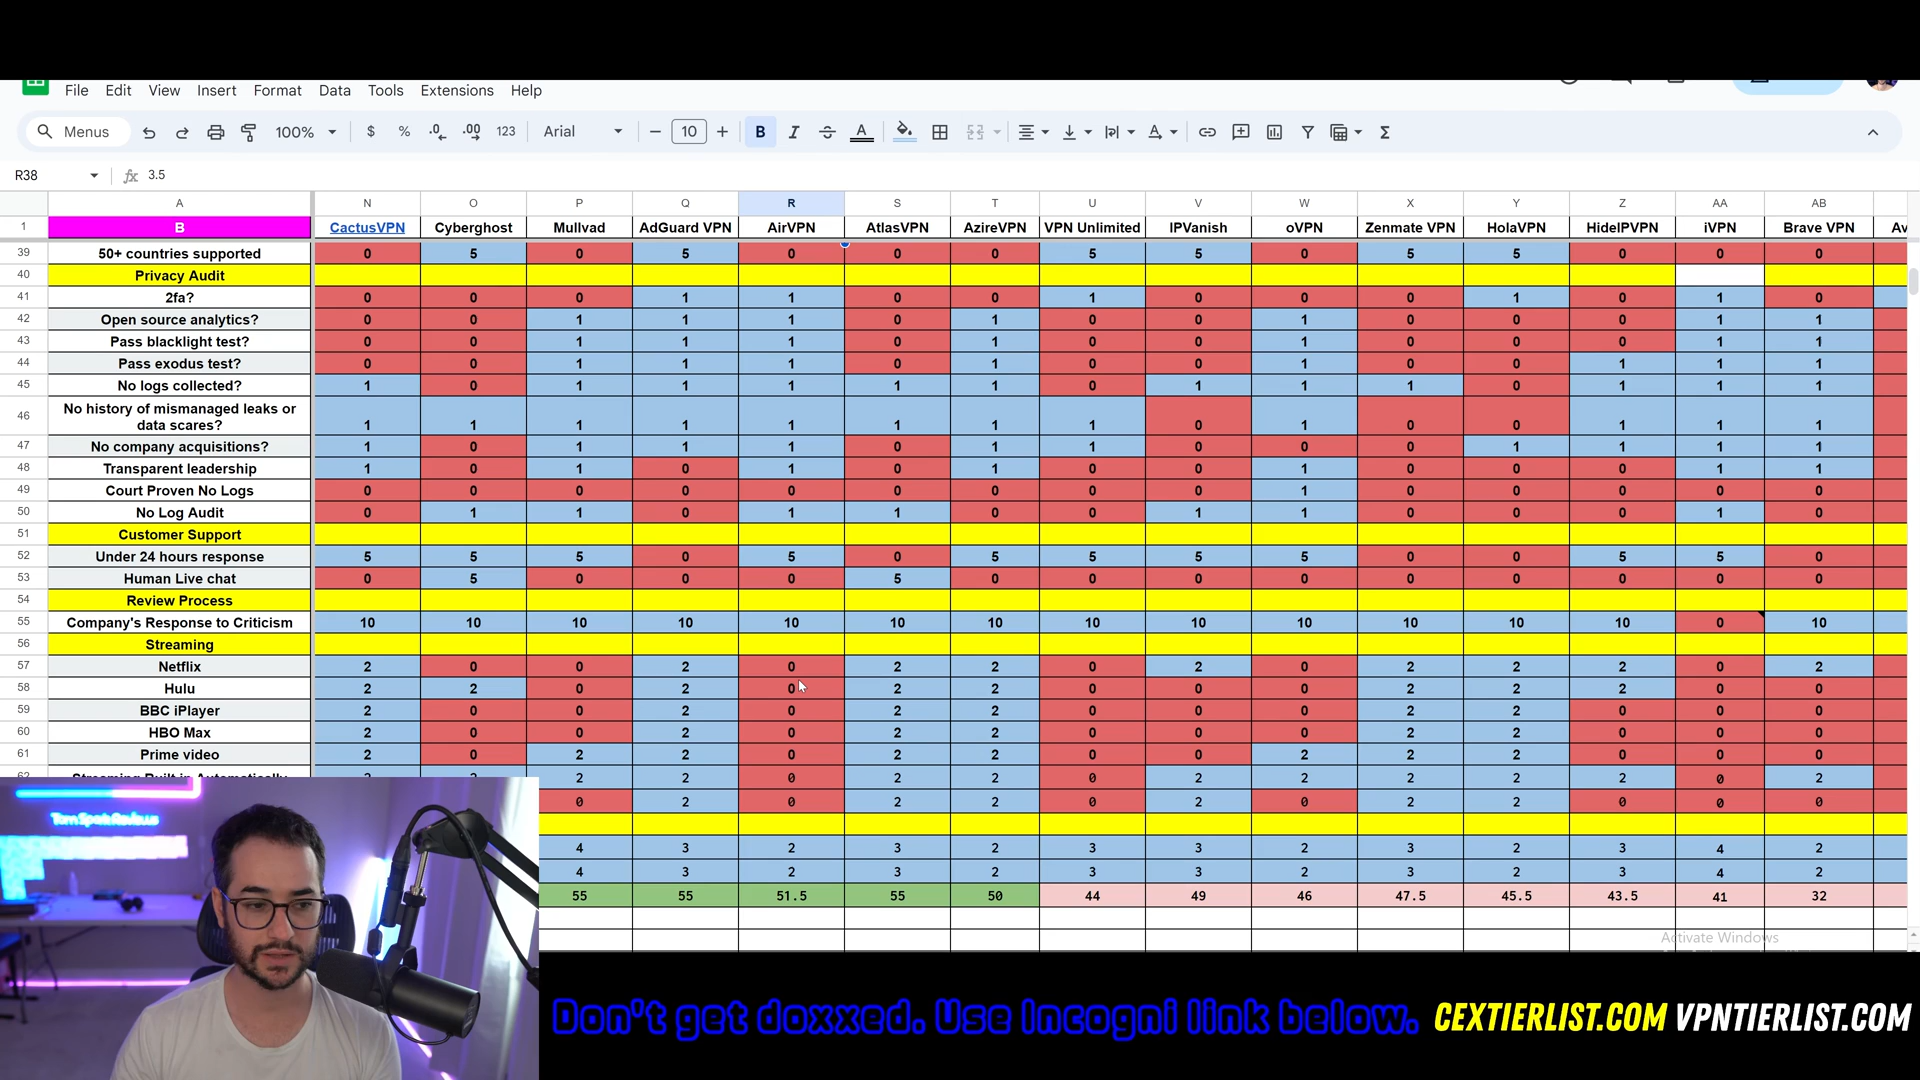 File Edit View Insert Format Data Tools Extensions Help
Menus 100% $ % .0 .00 123 Arial 10 B I A
R38 fx 3.5
A N O P Q R S T U V W X Y Z AA AB
1 B CactusVPN Cyberghost Mullvad AdGuard VPN AirVPN AtlasVPN AzireVPN VPN Unlimited IPVanish oVPN Zenmate VPN HolaVPN HideIPVPN iVPN Brave VPN Av
39 50+ countries supported 0 5 0 5 0 0 0 5 5 0 5 5 0 0 0
40 Privacy Audit
41 2fa? 0 0 0 1 1 0 0 1 0 0 0 1 0 1 0
42 Open source analytics? 0 0 1 1 1 0 1 0 0 1 0 0 0 1 1
43 Pass blacklight test? 0 0 1 1 1 0 1 0 0 1 0 0 0 1 1
44 Pass exodus test? 0 0 1 1 1 0 1 0 0 1 0 0 1 1 1
45 No logs collected? 1 0 1 1 1 1 1 0 1 1 1 0 1 1 1
46 No history of mismanaged leaks or
data scares? 1 1 1 1 1 1 1 1 0 1 0 0 1 1 1
47 No company acquisitions? 1 0 1 1 1 0 1 1 0 0 0 1 1 1 1
48 Transparent leadership 1 0 1 0 1 0 1 0 0 1 0 0 0 1 1
49 Court Proven No Logs 0 0 0 0 0 0 0 0 0 1 0 0 0 0 0
50 No Log Audit 0 1 1 0 1 1 0 0 1 1 0 0 0 1 0
51 Customer Support
52 Under 24 hours response 5 5 5 0 5 0 5 5 5 5 0 0 5 5 0
53 Human Live chat 0 5 0 0 0 5 0 0 0 0 0 0 0 0 0
54 Review Process
55 Company's Response to Criticism 10 10 10 10 10 10 10 10 10 10 10 10 10 0 10
56 Streaming
57 Netflix 2 0 0 2 0 2 2 0 2 0 2 2 2 0 2
58 Hulu 2 2 0 2 0 2 2 0 0 0 2 2 2 0 0
59 BBC iPlayer 2 0 0 2 0 2 2 0 0 0 2 2 0 0 0
60 HBO Max 2 0 0 2 0 2 2 0 0 0 2 2 0 0 0
61 Prime video 2 0 2 2 0 2 2 0 0 2 2 2 0 0 0
62 Streaming Built in Automatically 2 2 2 2 0 2 2 0 2 2 2 2 2 0 2
0 2 0 2 2 0 2 0 2 2 0 0 0
4 3 2 3 2 3 3 2 3 2 3 4 2
4 3 2 3 2 3 3 2 3 2 3 4 2
55 55 51.5 55 50 44 49 46 47.5 45.5 43.5 41 32
Activate Windows
Tom Spark Reviews
Don't get doxxed. Use Incogni link below. CEXTIERLIST.COM VPNTIERLIST.COM